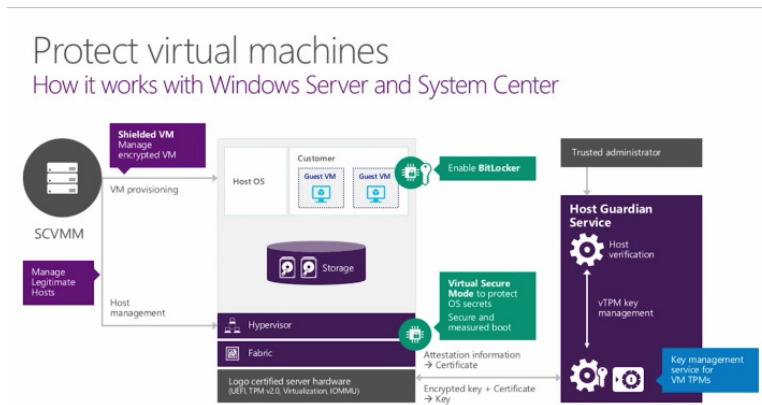 Protect virtual machines
How it works with Windows Server and System Center
Shielded VM
Manage
encrypted VM
VM provisioning
SCVMM
Manage
Legitimate
Hosts
Host
management
Host OS
Customer
Guest VM
Guest VM
Enable BitLocker
Storage
Virtual Secure
Mode to protect
OS secrets
Secure and
measured boot
Hypervisor
Fabric
Logo certified server hardware
(UEFI, TPM v2.0, Virtualization, IOMMU)
Attestation information
→ Certificate
Encrypted key + Certificate
→ Key
Trusted administrator
Host Guardian
Service
Host
verification
vTPM key
management
Key management
service for
VM TPMs